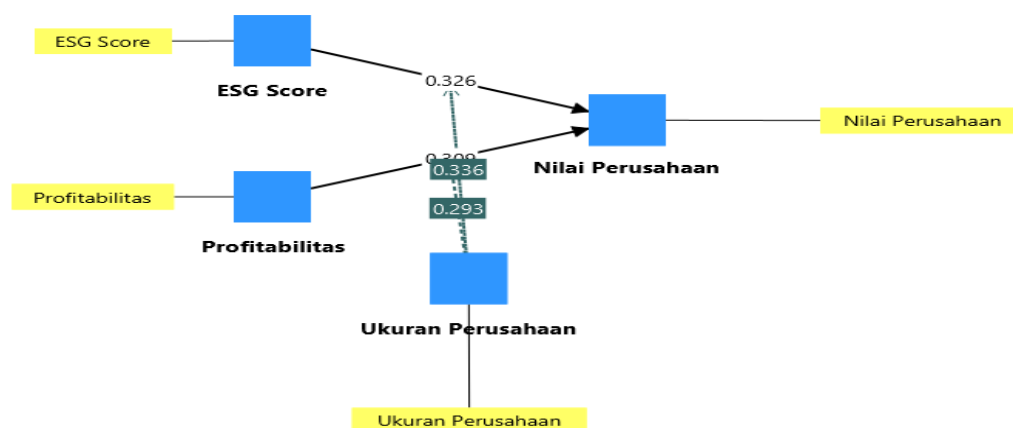 ESG Score
ESG Score
0.326
Nilai Perusahaan
Nilai Perusahaan
0.336
Profitabilitas
0.293
Profitabilitas
Ukuran Perusahaan
Ukuran Perusahaan